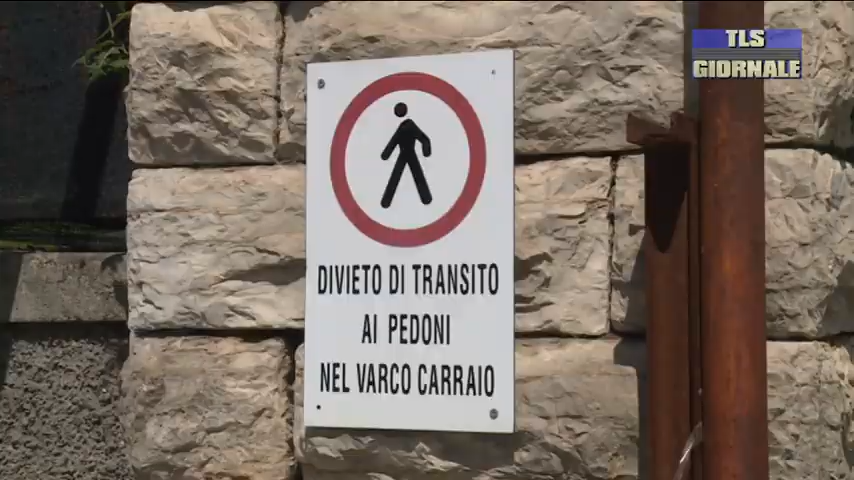 TLS
GIORNALE
DIVIETO DI TRANSITO
AI PEDONI
NEL VARCO CARRAIO